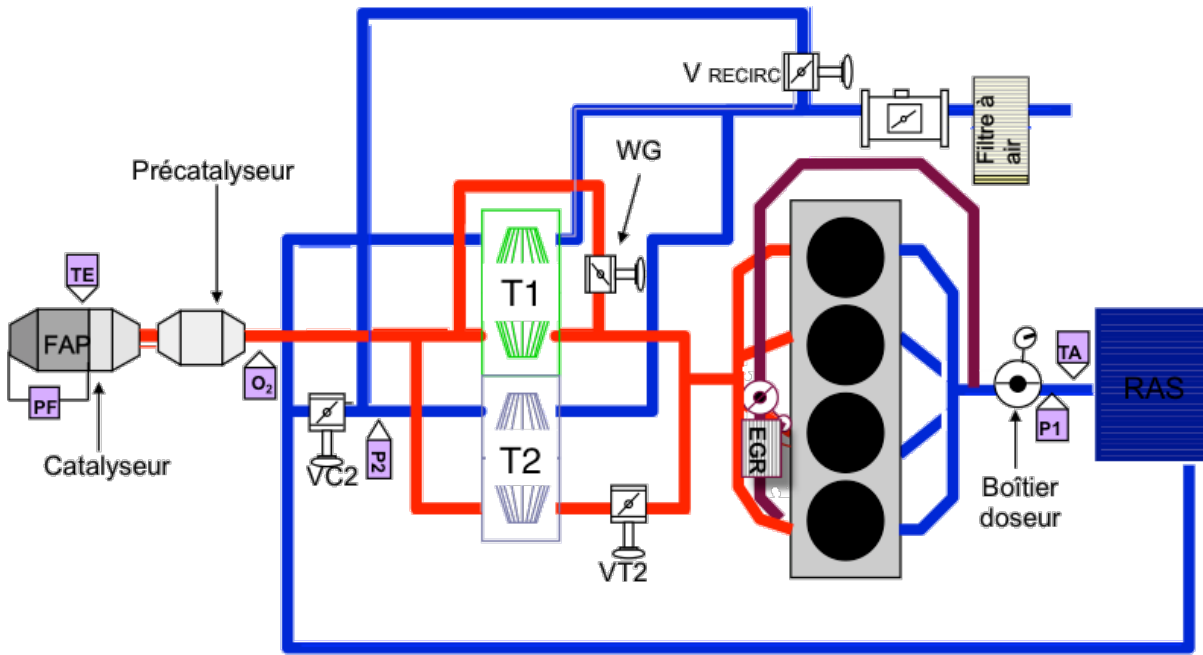 V RECIRC
Filtre à
air
WG
Précatalyseur
TE
T1
FAP
O₂
PF
TA
RAS
P1
EGR
P2
T2
Catalyseur
VC2
VT2
Boîtier
doseur